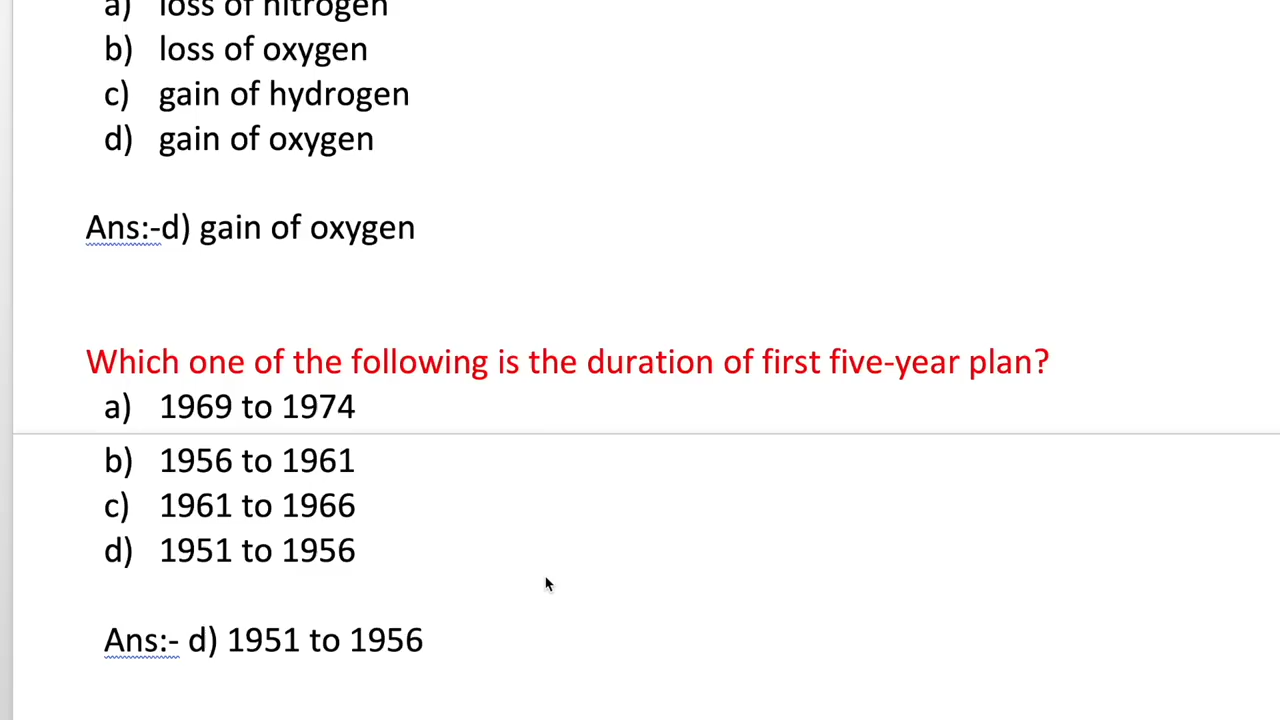 a) loss of nitrogen
b) loss of oxygen
c) gain of hydrogen
d) gain of oxygen
Ans:-d) gain of oxygen
Which one of the following is the duration of first five-year plan?
a) 1969 to 1974
b) 1956 to 1961
c) 1961 to 1966
d) 1951 to 1956
Ans:- d) 1951 to 1956